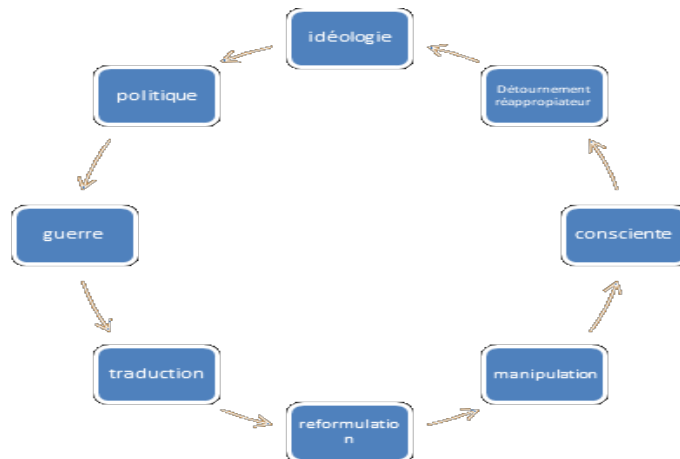 idéologie
politique
Détournement
réappropiateur
guerre
consciente
traduction
manipulation
reformulatio
n